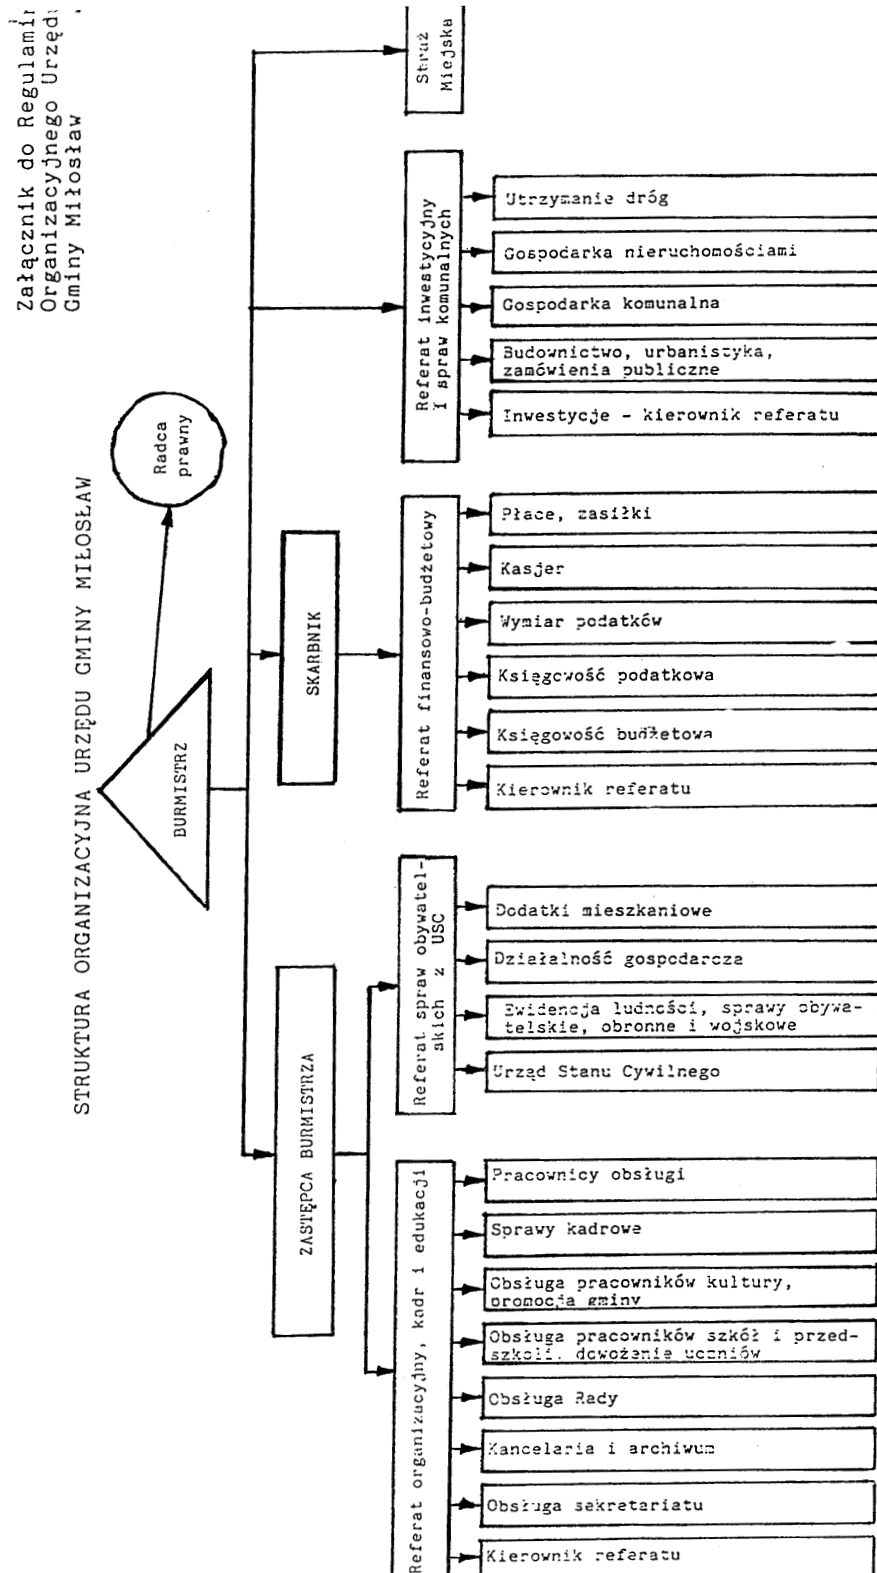 Załącznik do
Organizacyjnego
Gminy Miłosław
STRUKTURA ORGANIZACYJNA URZĘDU GMINY MIŁOSŁAW
Radca
prawny
BURMISTRZ
ZASTĘPCA BURMISTRZA
SKARBNIK
Referat organizacyjny, kadr i edukacji
Referat spraw obywatel-
skich z USC
Referat finansowo-budżetowy
Referat inwestycyjny
i spraw komunalnych
Straż
Miejska
Utrzymanie dróg
Gospodarka nieruchomościami
Gospodarka komunalna
Budownictwo, urbanistyka,
zamówienia publiczne
Inwestycje - kierownik referatu
Płace, zasiłki
Kasjer
Wymiar podatków
Księgowość podatkowa
Księgowość budżetowa
Kierownik referatu
Dodatki mieszkaniowe
Działalność gospodarcza
Ewidencja ludności, sprawy obywa-
telskie, obronne i wojskowe
Urząd Stanu Cywilnego
Pracownicy obsługi
Sprawy kadrowe
Obsługa pracowników kultury,
promocja gminy
Obsługa pracowników szkół i przed-
szkoli, dowożenie uczniów
Obsługa Rady
Kancelaria i archiwum
Obsługa sekretariatu
Kierownik referatu